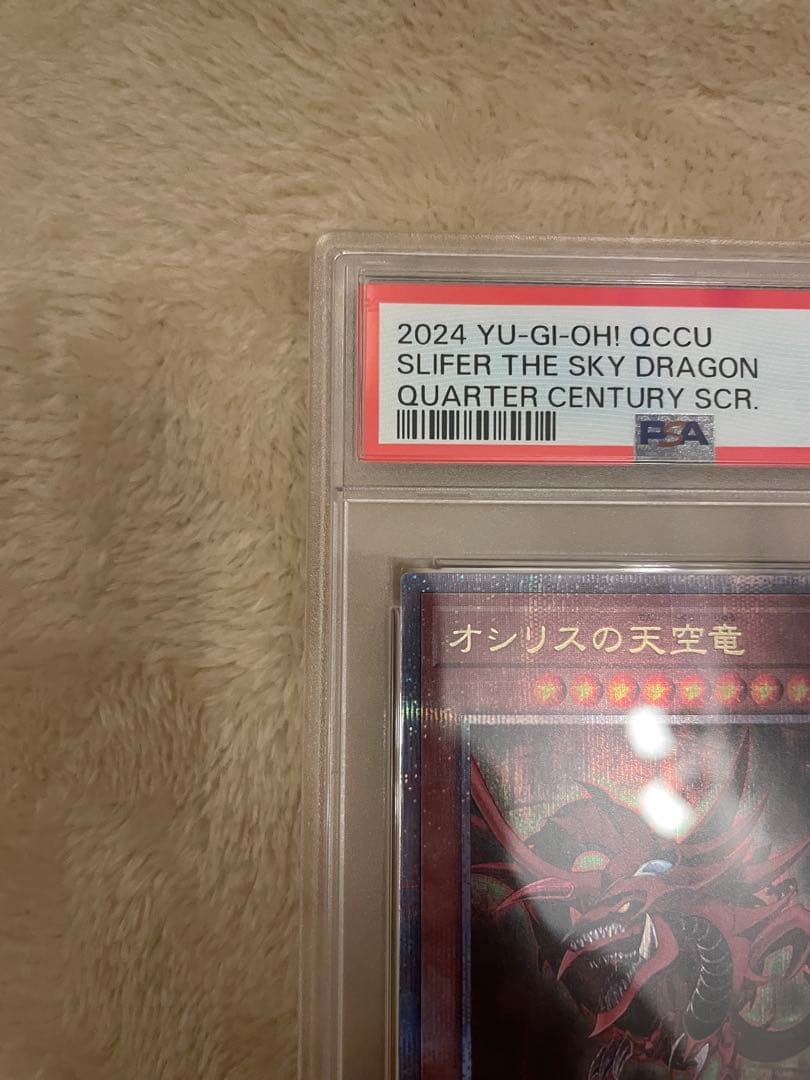 2024 YU-GI-OH! QCCU
SLIFER THE SKY DRAGON
QUARTER CENTURY SCR.
PSA
オシリスの天空竜